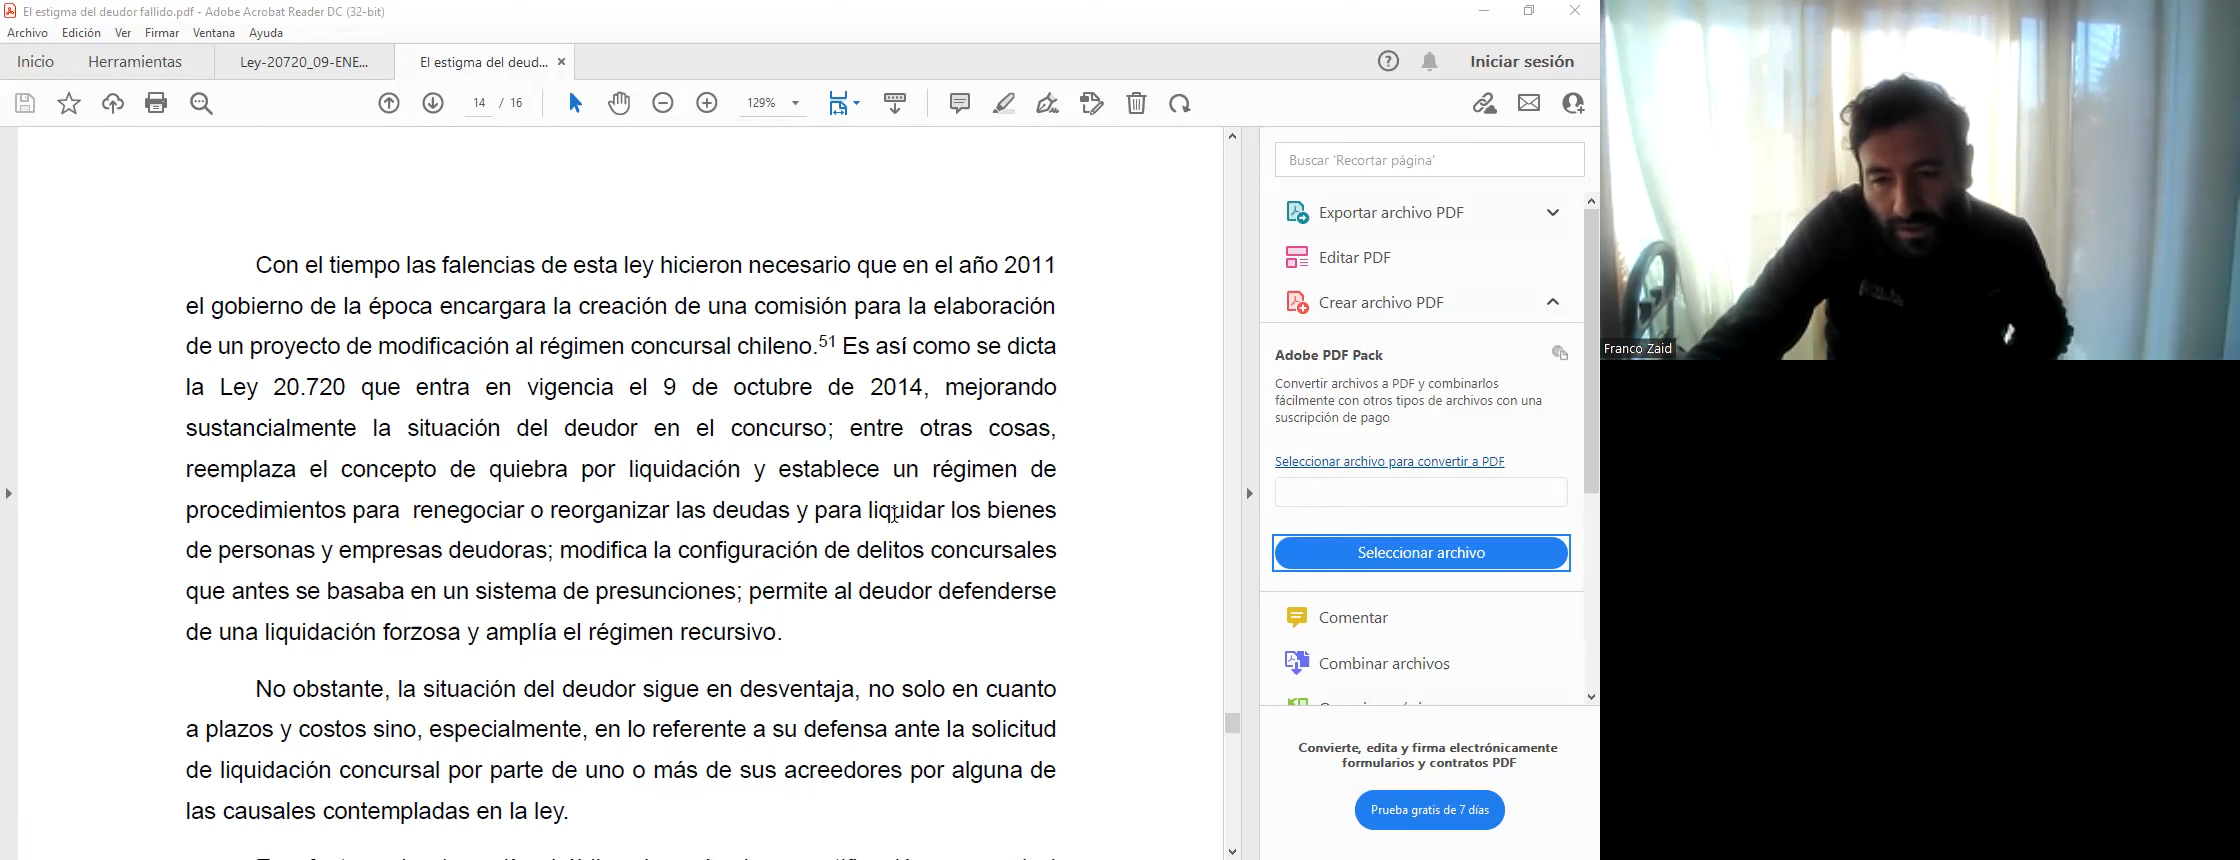 El estigma del deudor fallido.pdf - Adobe Acrobat Reader DC (32-bit)
Archivo Edición Ver Firmar Ventana Ayuda
Inicio Herramientas Ley-20720_09-ENE... El estigma del deud... × Iniciar sesión
14 / 16 129%
Con el tiempo las falencias de esta ley hicieron necesario que en el año 2011
el gobierno de la época encargara la creación de una comisión para la elaboración
de un proyecto de modificación al régimen concursal chileno.51 Es así como se dicta
la Ley 20.720 que entra en vigencia el 9 de octubre de 2014, mejorando
sustancialmente la situación del deudor en el concurso; entre otras cosas,
reemplaza el concepto de quiebra por liquidación y establece un régimen de
procedimientos para renegociar o reorganizar las deudas y para liquidar los bienes
de personas y empresas deudoras; modifica la configuración de delitos concursales
que antes se basaba en un sistema de presunciones; permite al deudor defenderse
de una liquidación forzosa y amplía el régimen recursivo.
No obstante, la situación del deudor sigue en desventaja, no solo en cuanto
a plazos y costos sino, especialmente, en lo referente a su defensa ante la solicitud
de liquidación concursal por parte de uno o más de sus acreedores por alguna de
las causales contempladas en la ley.
Buscar 'Recortar página'
Exportar archivo PDF
Editar PDF
Crear archivo PDF
Adobe PDF Pack
Convertir archivos a PDF y combinarlos
fácilmente con otros tipos de archivos con una
suscripción de pago
Seleccionar archivo para convertir a PDF
Seleccionar archivo
Comentar
Combinar archivos
Convierte, edita y firma electrónicamente
formularios y contratos PDF
Prueba gratis de 7 días
Franco Zaid